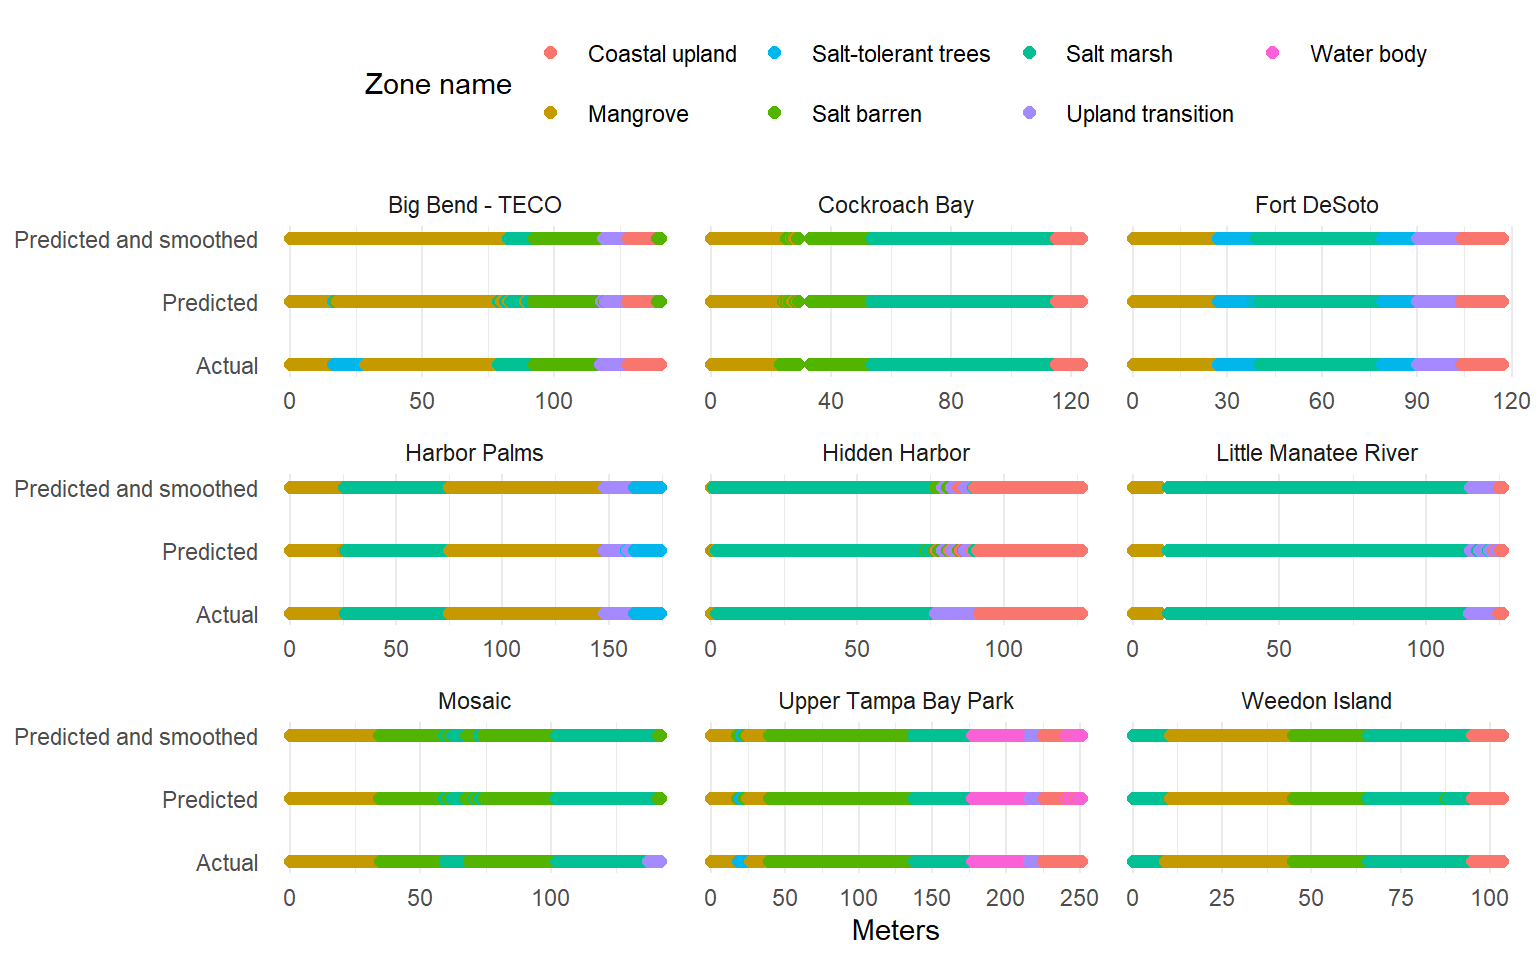 Zone name
Coastal upland Salt-tolerant trees Salt marsh Water body
Mangrove Salt barren Upland transition
Big Bend - TECO Cockroach Bay Fort DeSoto
Predicted and smoothed
Predicted
Actual
0 50 100 0 40 80 120 0 30 60 90 120
Harbor Palms Hidden Harbor Little Manatee River
Predicted and smoothed
Predicted
Actual
0 50 100 150 0 50 100 0 50 100
Mosaic Upper Tampa Bay Park Weedon Island
Predicted and smoothed
Predicted
Actual
0 50 100 0 50 100 150 200 250 0 25 50 75 100
Meters